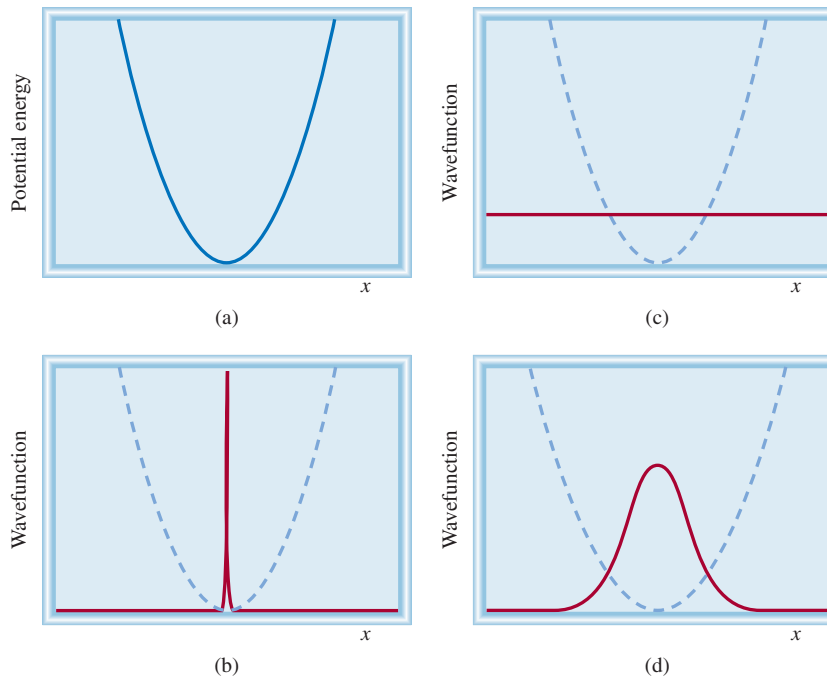 Potential energy
x
(a)
Wavefunction
x
(c)
Wavefunction
x
(b)
Wavefunction
x
(d)